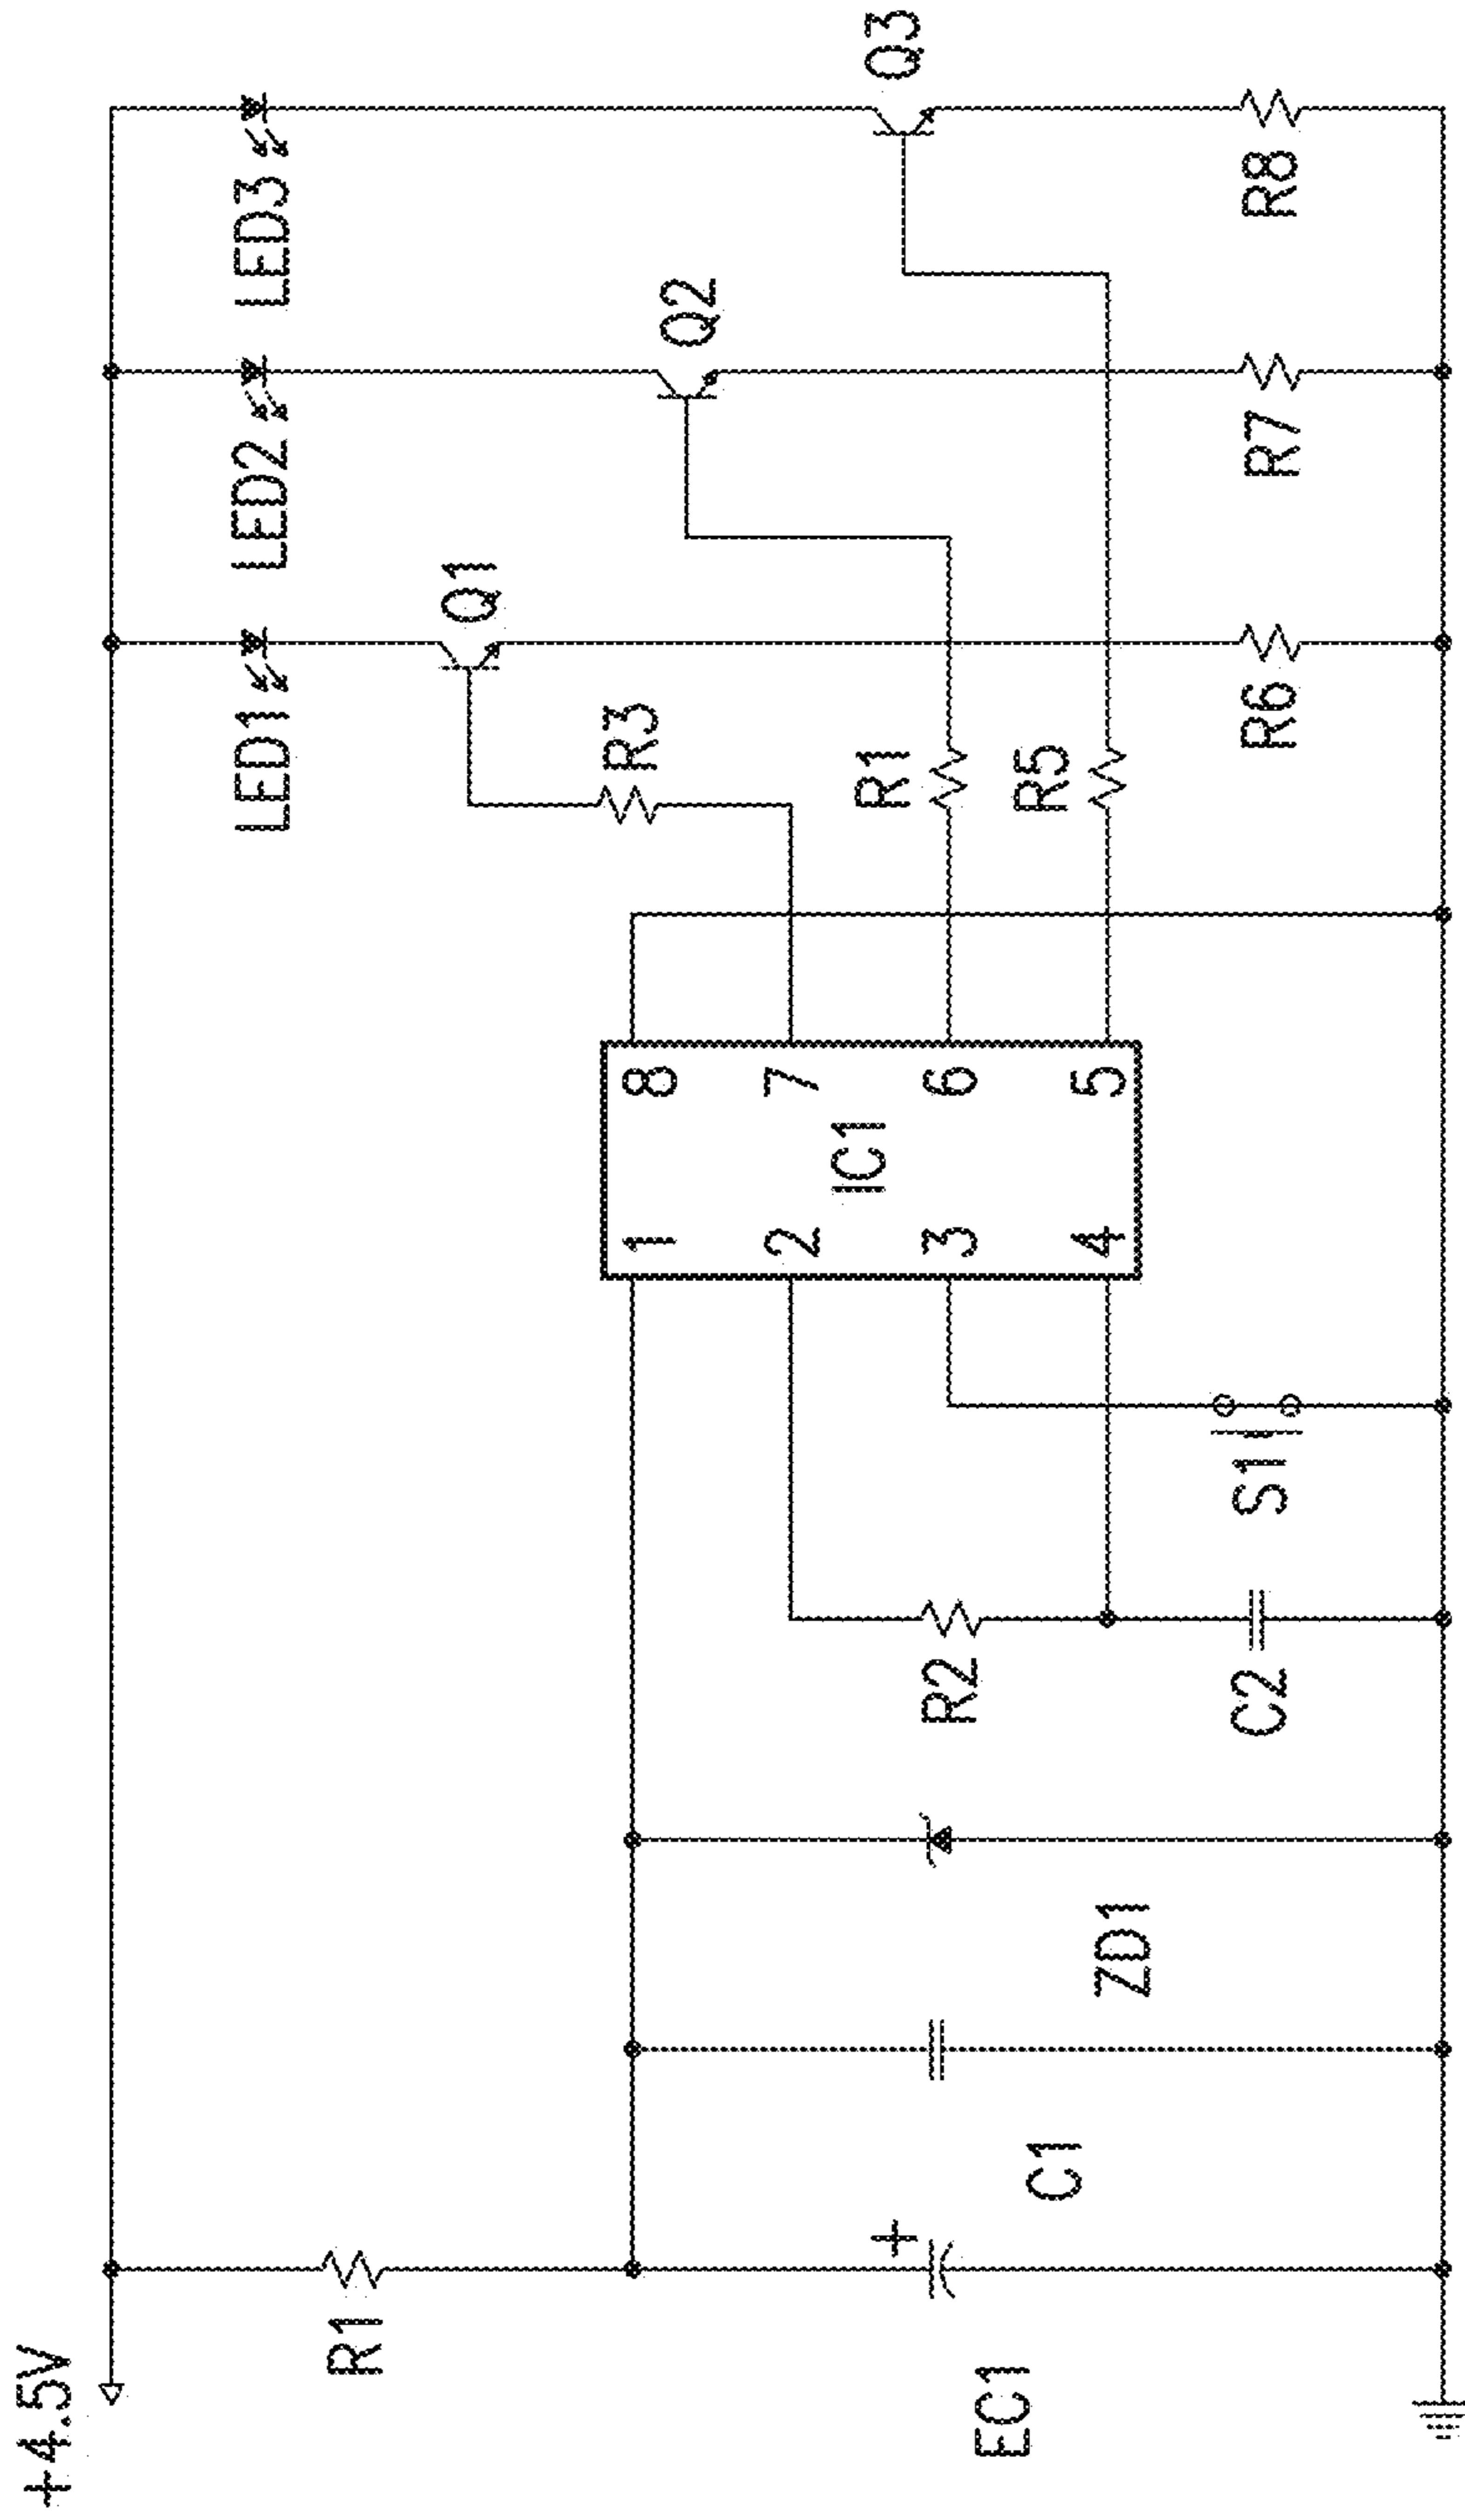 +4.5V
R1
EC1
C1
ZD1
R2
C2
S1
IC1
1
2
3
4
8
7
6
5
R3
R1
R5
Q1
Q2
Q3
LED1
LED2
LED3
R6
R7
R8
+